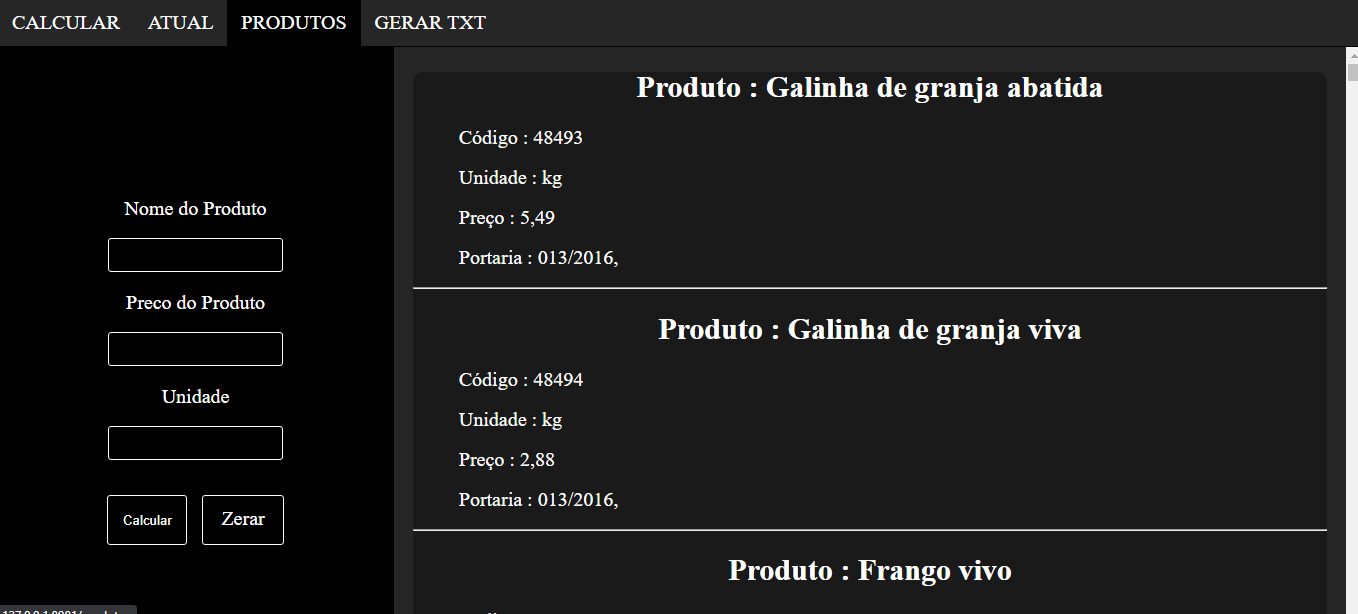 CALCULAR ATUAL PRODUTOS GERAR TXT
Nome do Produto
Preco do Produto
Unidade
Calcular Zerar
Produto : Galinha de granja abatida
Código : 48493
Unidade : kg
Preço : 5,49
Portaria : 013/2016,
Produto : Galinha de granja viva
Código : 48494
Unidade : kg
Preço : 2,88
Portaria : 013/2016,
Produto : Frango vivo